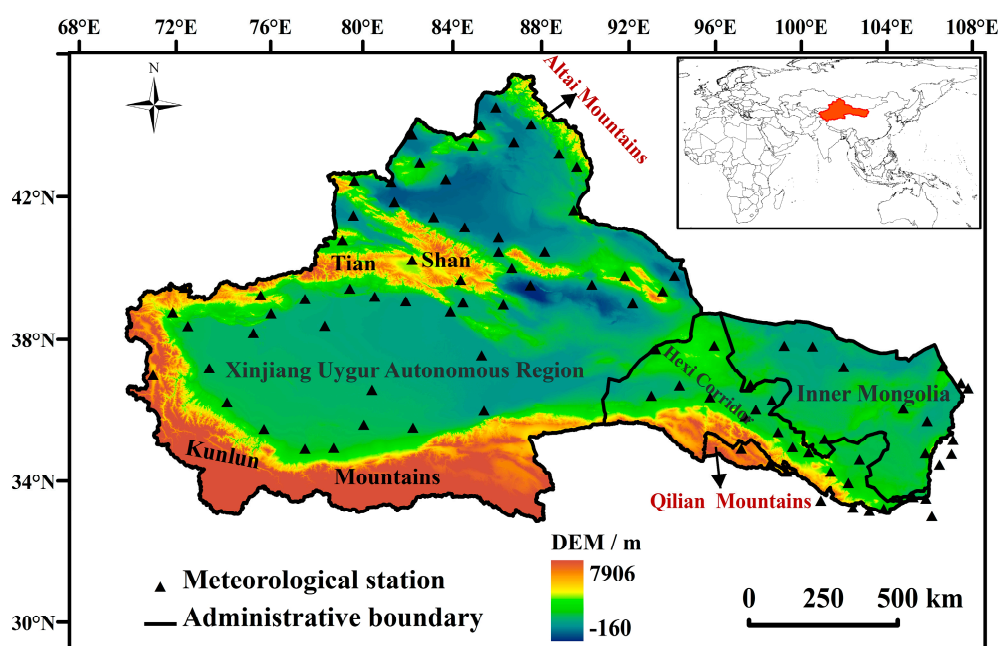 68°E 72°E 76°E 80°E 84°E 88°E 92°E 96°E 100°E 104°E 108°E
N
Altai Mountains
42°N
Tian Shan
38°N
Hexi Corridor
Xinjiang Uygur Autonomous Region
Inner Mongolia
Kunlun
Mountains
34°N
Qilian Mountains
DEM / m
7906
-160
Meteorological station
Administrative boundary
0 250 500 km
30°N